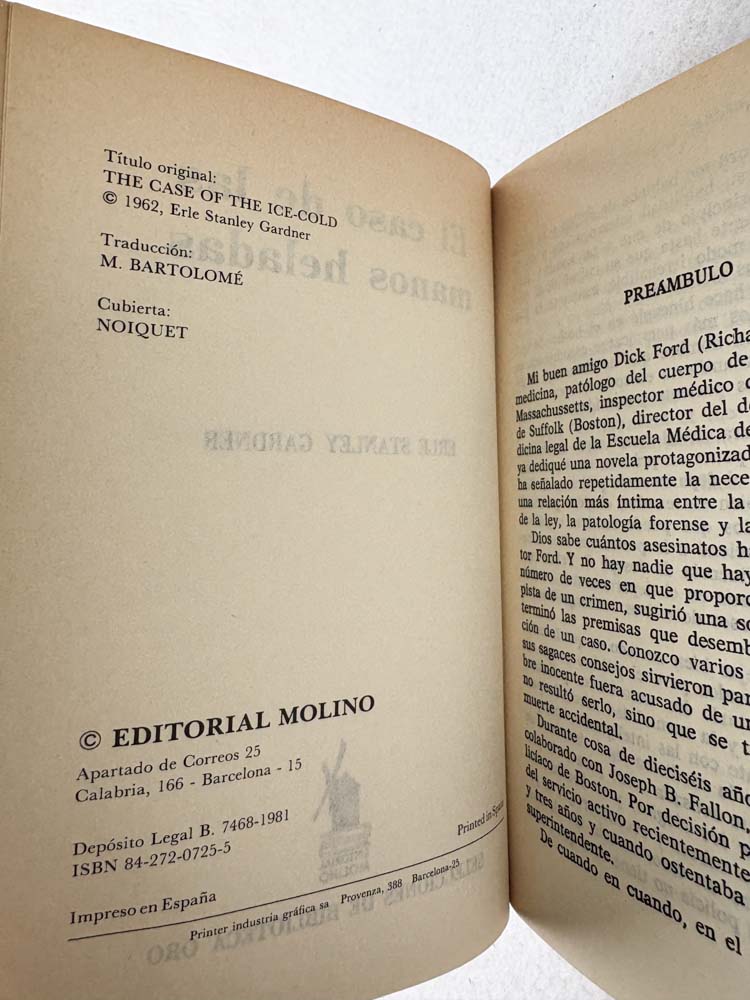 Título original:
THE CASE OF THE ICE-COLD
© 1962, Erle Stanley Gardner
Traducción:
M. BARTOLOMÉ
Cubierta:
NOIQUET
© EDITORIAL MOLINO
Apartado de Correos 25
Calabria, 166 - Barcelona - 15
Depósito Legal B. 7468-1981
ISBN 84-272-0725-5
Impreso en España
Printed in Spain
Printer industria gráfica sa Provenza, 388 Barcelona-25.
PREÁMBULO
Mi buen amigo Dick Ford (Richa
medicina, patólogo del cuerpo de
Massachussetts, inspector médico
de Suffolk (Boston), director del d
dicina legal de la Escuela Médica de
ya dediqué una novela protagonizad
ha señalado repetidamente la nece
una relación más íntima entre la
de la ley, la patología forense y la
Dios sabe cuántos asesinatos h
tor Ford. Y no hay nadie que hay
número de veces en que proporc
pista de un crimen, sugirió una so
terminó las premisas que desemb
ción de un caso. Conozco varios
sus sagaces consejos sirvieron par
bre inocente fuera acusado de un
no resultó serlo, sino que se t
muerte accidental.
Durante cosa de dieciséis año
colaborado con Joseph B. Fallon,
licíaco de Boston. Por decisión p
del servicio activo recientemente
y tres años y cuando ostentaba
superintendente.
De cuando en cuando, en el